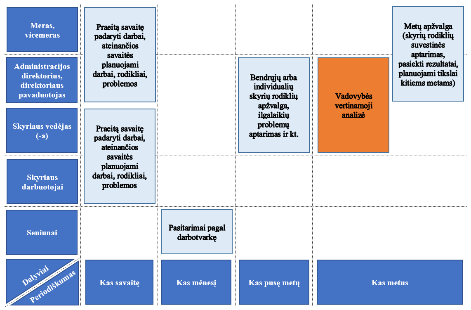 Meras,
vicemeras
Praeitą savaitę
padaryti darbai,
ateinančios
savaitės
planuojami
darbai, rodikliai,
problemos
Metų apžvalga
(skyrių rodiklių
suvestinės
aptarimas,
pasiekti rezultatai,
planuojami tikslai
kitiems metams)
Administracijos
direktorius,
direktoriaus
pavaduotojas
Bendrųjų arba
individualių
skyrių rodiklių
apžvalga,
ilgalaikių
problemų
aptarimas ir kt.
Vadovybės
vertinamoji
analizė
Skyriaus vedėjas
(-a)
Praeitą savaitę
padaryti darbai,
ateinančios
savaitės
planuojami
darbai, rodikliai,
problemos
Skyriaus
darbuotojai
Seniūnai
Pasitarimai pagal
darbotvarkę
Dalyviai
Periodiškumas
Kas savaitę
Kas mėnesį
Kas pusę metų
Kas metus